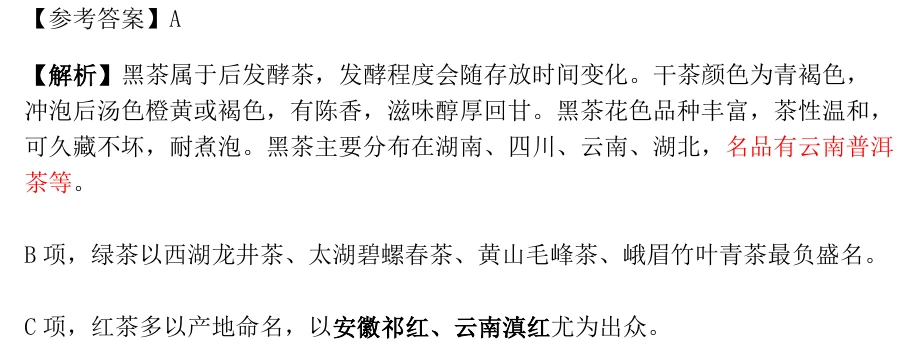 【参考答案】A
【解析】黑茶属于后发酵茶，发酵程度会随存放时间变化。干茶颜色为青褐色，
冲泡后汤色橙黄或褐色，有陈香，滋味醇厚回甘。黑茶花色品种丰富，茶性温和，
可久藏不坏，耐煮泡。黑茶主要分布在湖南、四川、云南、湖北，名品有云南普洱
茶等。
B 项，绿茶以西湖龙井茶、太湖碧螺春茶、黄山毛峰茶、峨眉竹叶青茶最负盛名。
C 项，红茶多以产地命名，以安徽祁红、云南滇红尤为出众。